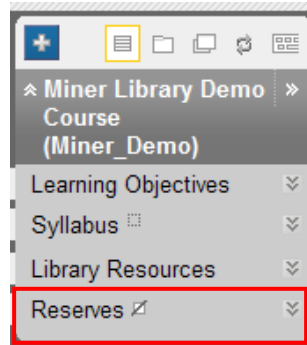 Miner Library Demo
Course
(Miner_Demo)
Learning Objectives
Syllabus
Library Resources
Reserves